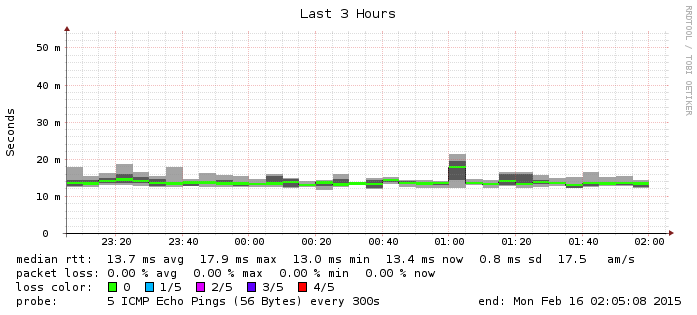 Last 3 Hours
RRDTOOL / TOBI OETIKER
Seconds
50 m
40 m
30 m
20 m
10 m
0
23:20 23:40 00:00 00:20 00:40 01:00 01:20 01:40 02:00
median rtt: 13.7 ms avg 17.9 ms max 13.0 ms min 13.4 ms now 0.8 ms sd 17.5 am/s
packet loss: 0.00 % avg 0.00 % max 0.00 % min 0.00 % now
loss color: 0 1/5 2/5 3/5 4/5
probe: 5 ICMP Echo Pings (56 Bytes) every 300s end: Mon Feb 16 02:05:08 2015